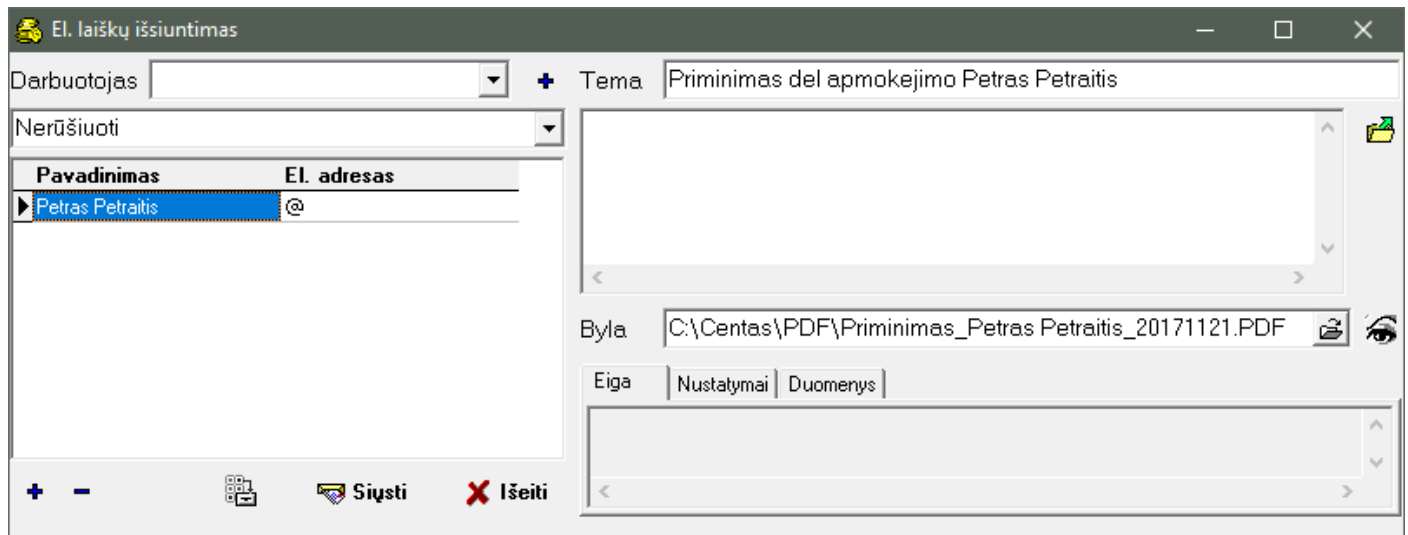 El. laiškų išsiuntimas
Darbuotojas
Tema Priminimas del apmokejimo Petras Petraitis
Nerūšiuoti
Pavadinimas El. adresas
Petras Petraitis @
Byla C:\Centas\PDF\Priminimas_Petras Petraitis_20171121.PDF
Eiga Nustatymai Duomenys
Siųsti Išeiti